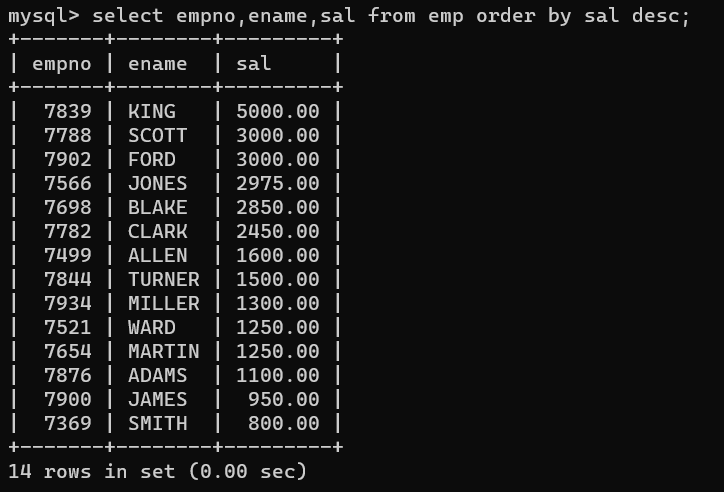 mysql> select empno,ename,sal from emp order by sal desc;
+-------+--------+---------+
| empno | ename  | sal     |
+-------+--------+---------+
|  7839 | KING   | 5000.00 |
|  7788 | SCOTT  | 3000.00 |
|  7902 | FORD   | 3000.00 |
|  7566 | JONES  | 2975.00 |
|  7698 | BLAKE  | 2850.00 |
|  7782 | CLARK  | 2450.00 |
|  7499 | ALLEN  | 1600.00 |
|  7844 | TURNER | 1500.00 |
|  7934 | MILLER | 1300.00 |
|  7521 | WARD   | 1250.00 |
|  7654 | MARTIN | 1250.00 |
|  7876 | ADAMS  | 1100.00 |
|  7900 | JAMES  |  950.00 |
|  7369 | SMITH  |  800.00 |
+-------+--------+---------+
14 rows in set (0.00 sec)